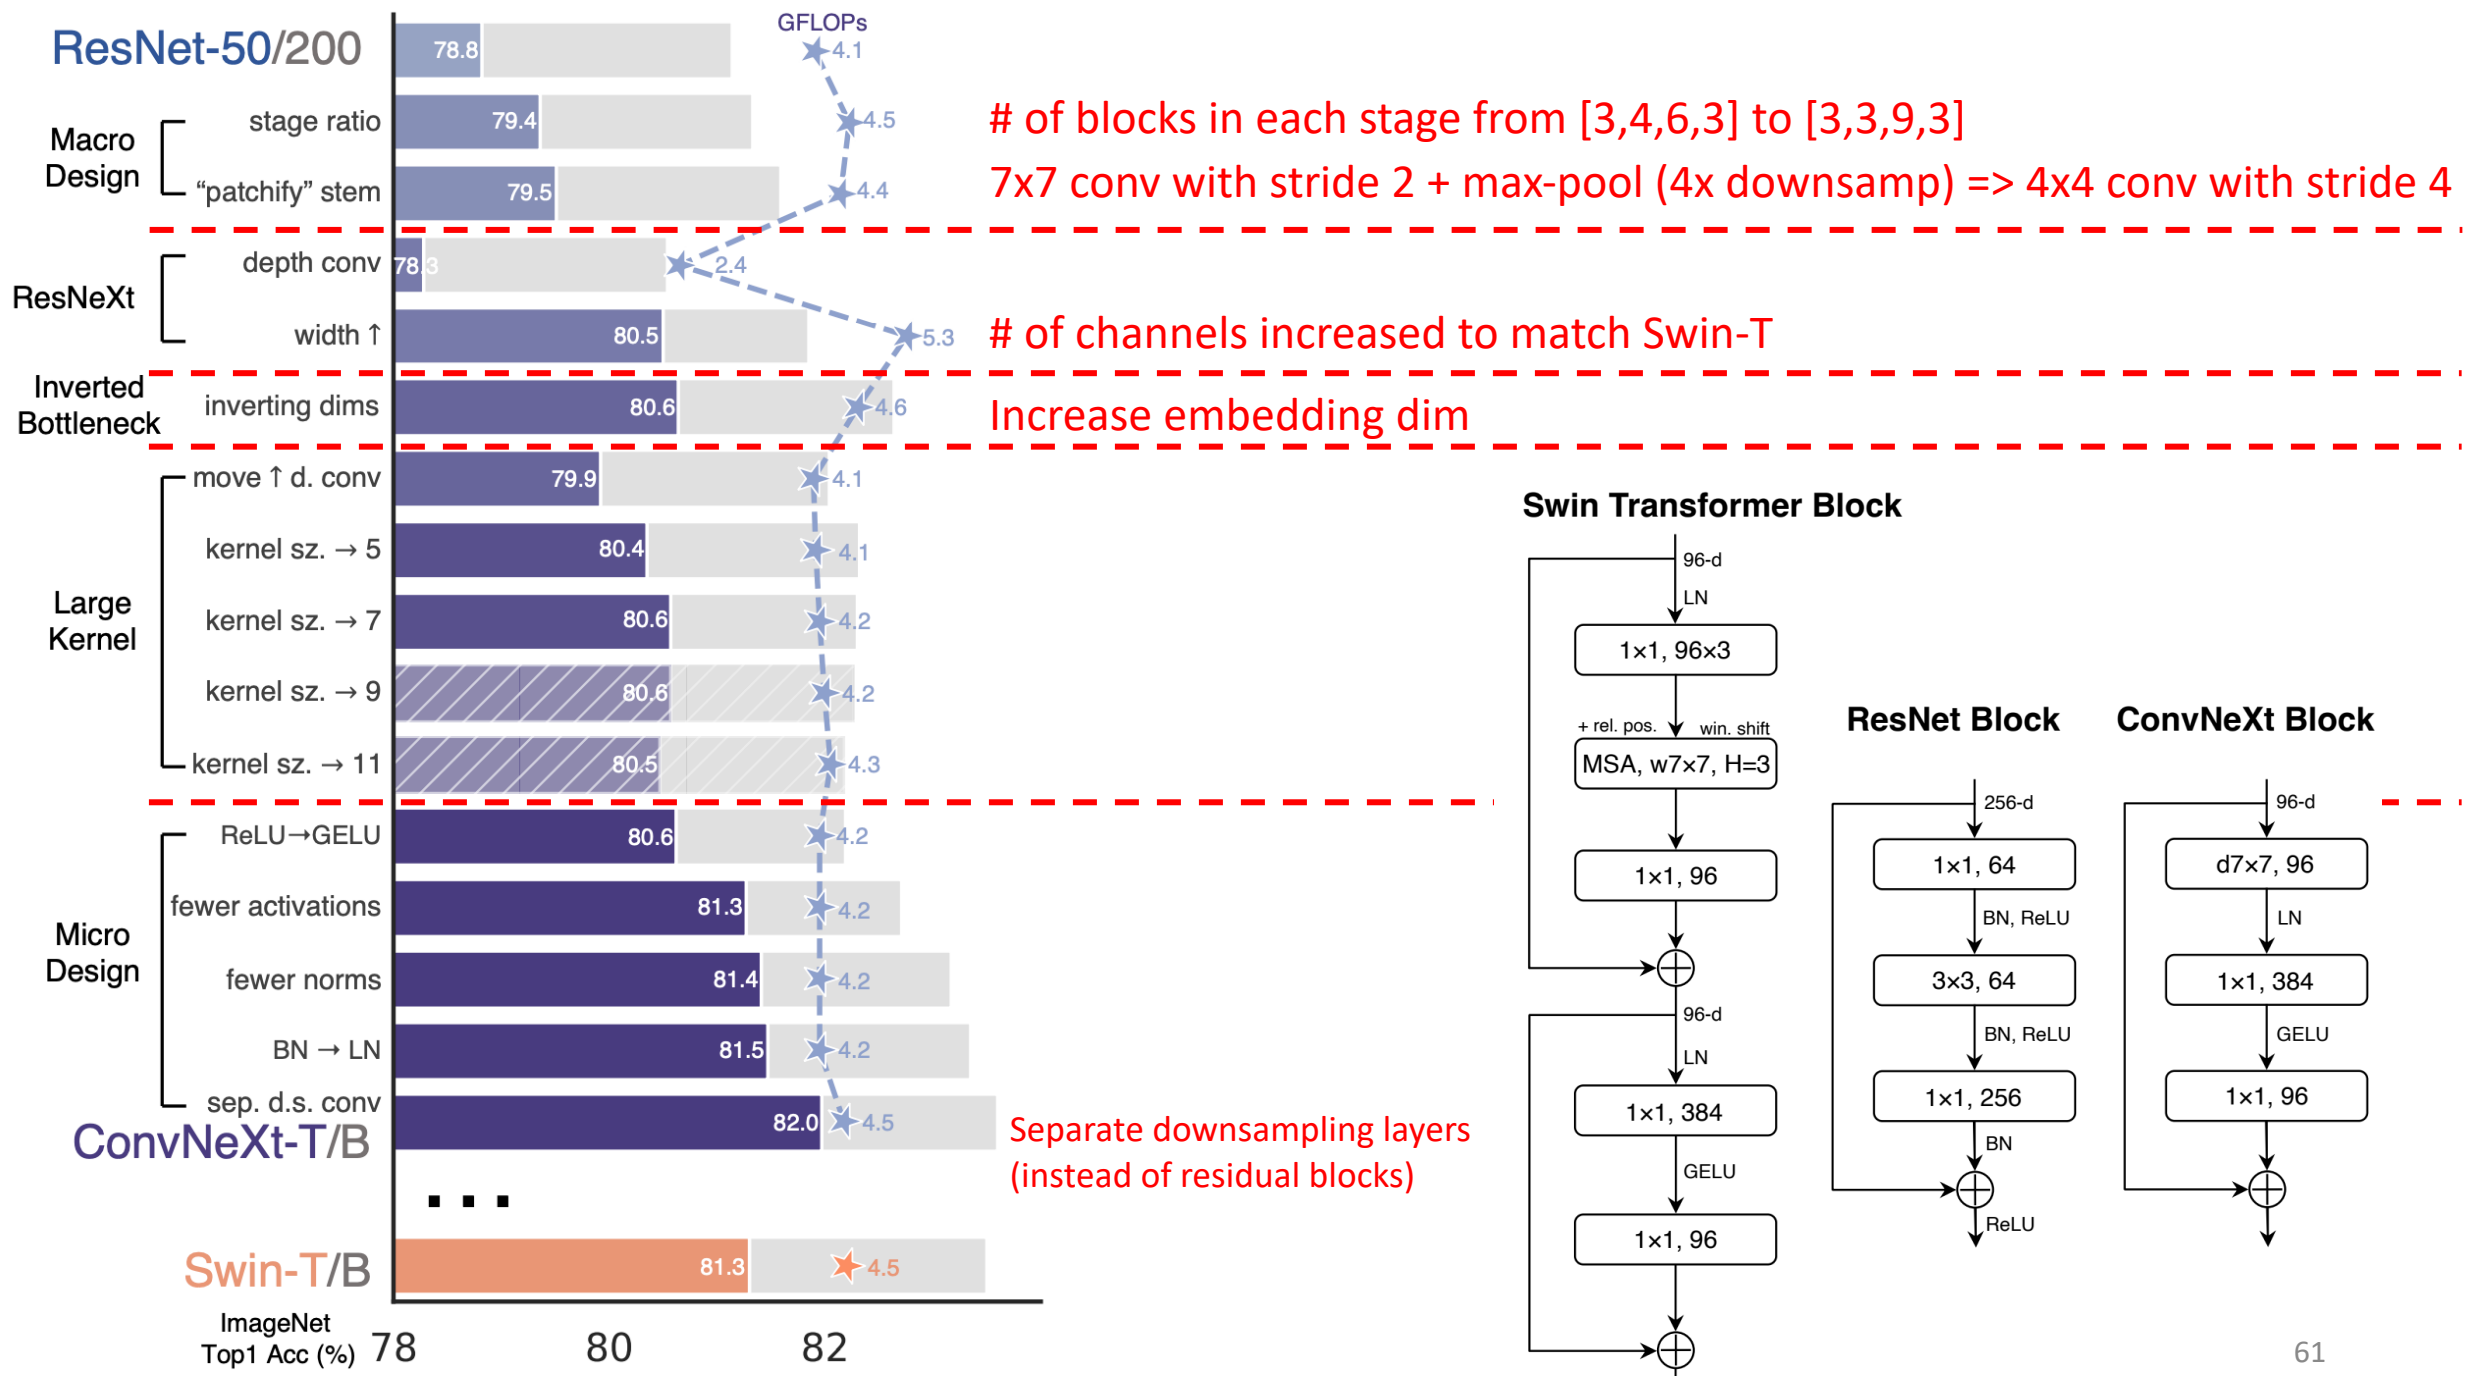 GFLOPs
ResNet-50/200
78.8
4.1
Macro
Design
stage ratio
79.4
4.5
# of blocks in each stage from [3,4,6,3] to [3,3,9,3]
“patchify” stem
79.5
4.4
7x7 conv with stride 2 + max-pool (4x downsamp) => 4x4 conv with stride 4
ResNeXt
depth conv
78.3
2.4
width ↑
80.5
5.3
# of channels increased to match Swin-T
Inverted
Bottleneck
inverting dims
80.6
4.6
Increase embedding dim
Large
Kernel
move ↑ d. conv
79.9
4.1
kernel sz. → 5
80.4
4.1
kernel sz. → 7
80.6
4.2
kernel sz. → 9
80.6
4.2
kernel sz. → 11
80.5
4.3
Micro
Design
ReLU→GELU
80.6
4.2
fewer activations
81.3
4.2
fewer norms
81.4
4.2
BN → LN
81.5
4.2
sep. d.s. conv
ConvNeXt-T/B
82.0
4.5
Separate downsampling layers
(instead of residual blocks)
...
Swin-T/B
81.3
4.5
ImageNet
Top1 Acc (%)
78 80 82
Swin Transformer Block
96-d
LN
1×1, 96×3
+ rel. pos. win. shift
MSA, w7×7, H=3
1×1, 96
96-d
LN
1×1, 384
GELU
1×1, 96
ResNet Block
256-d
1×1, 64
BN, ReLU
3×3, 64
BN, ReLU
1×1, 256
BN
ReLU
ConvNeXt Block
96-d
d7×7, 96
LN
1×1, 384
GELU
1×1, 96
61